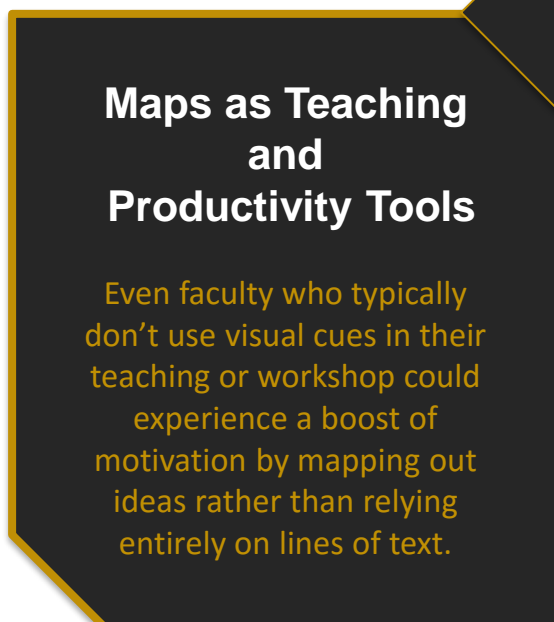 Maps as Teaching
and
Productivity Tools
Even faculty who typically
don’t use visual cues in their
teaching or workshop could
experience a boost of
motivation by mapping out
ideas rather than relying
entirely on lines of text.